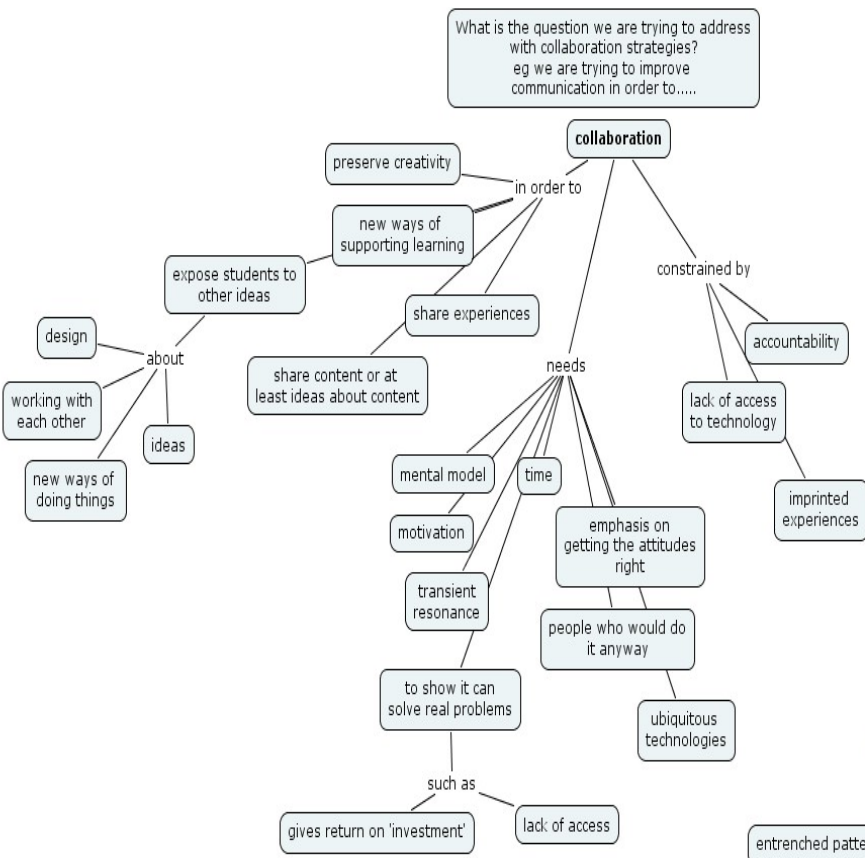 What is the question we are trying to address
with collaboration strategies?
eg we are trying to improve
communication in order to.....
collaboration
preserve creativity
in order to
new ways of
supporting learning
expose students to
other ideas
constrained by
share experiences
design
about
accountability
needs
share content or at
least ideas about content
working with
each other
lack of access
to technology
ideas
new ways of
doing things
mental model
time
imprinted
experiences
motivation
emphasis on
getting the attitudes
right
transient
resonance
people who would do
it anyway
to show it can
solve real problems
ubiquitous
technologies
such as
gives return on 'investment'
lack of access
entrenched patte